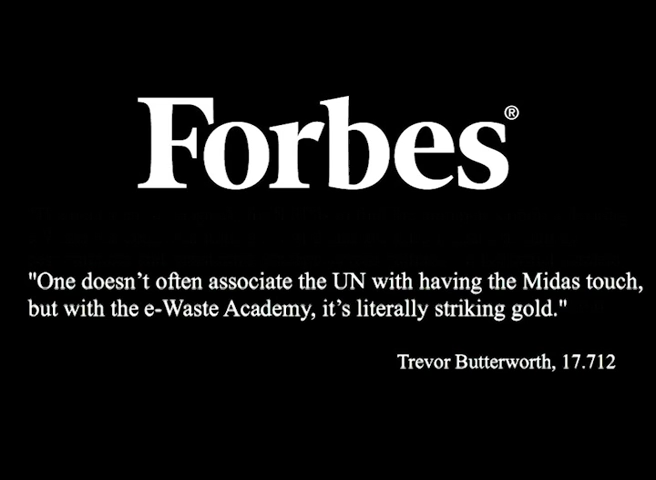 Forbes®
"One doesn’t often associate the UN with having the Midas touch,
but with the e-Waste Academy, it’s literally striking gold."
Trevor Butterworth, 17.712